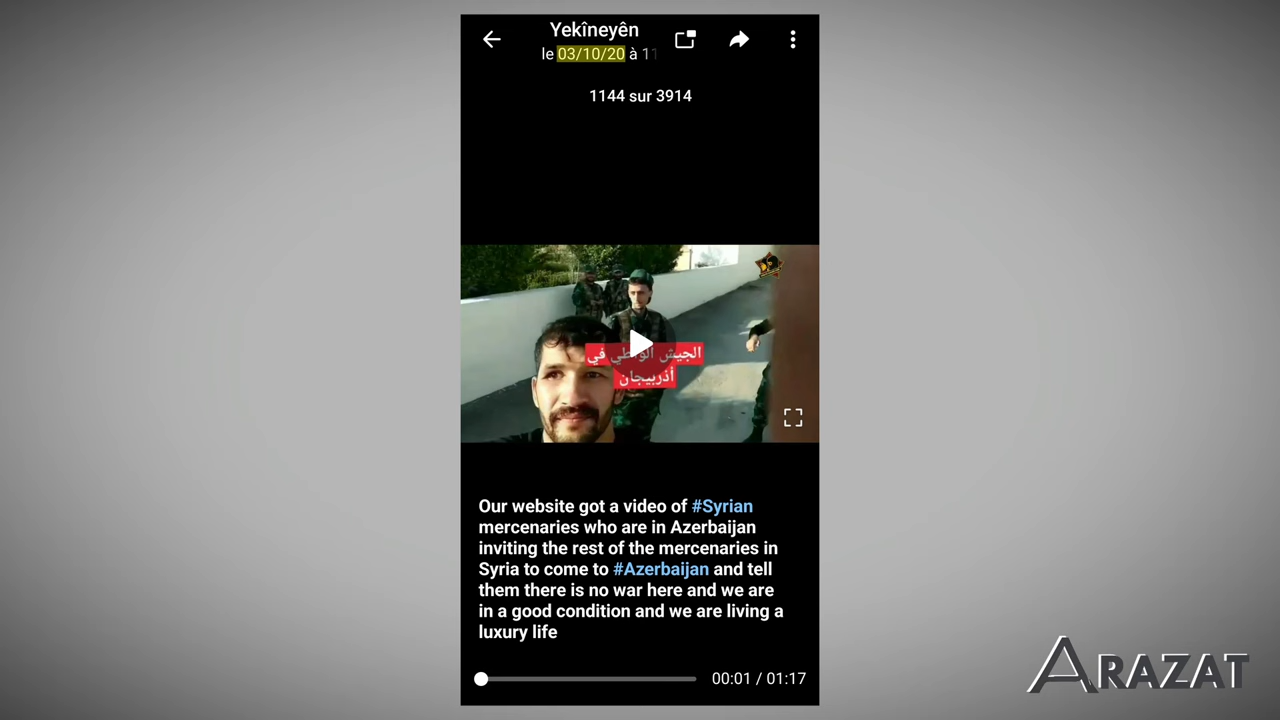 Yekîneyên
le 03/10/20 à 11
1144 sur 3914
الجيش الوطني في
أذربيجان
Our website got a video of #Syrian
mercenaries who are in Azerbaijan
inviting the rest of the mercenaries in
Syria to come to #Azerbaijan and tell
them there is no war here and we are
in a good condition and we are living a
luxury life
00:01 / 01:17
ARAZAT